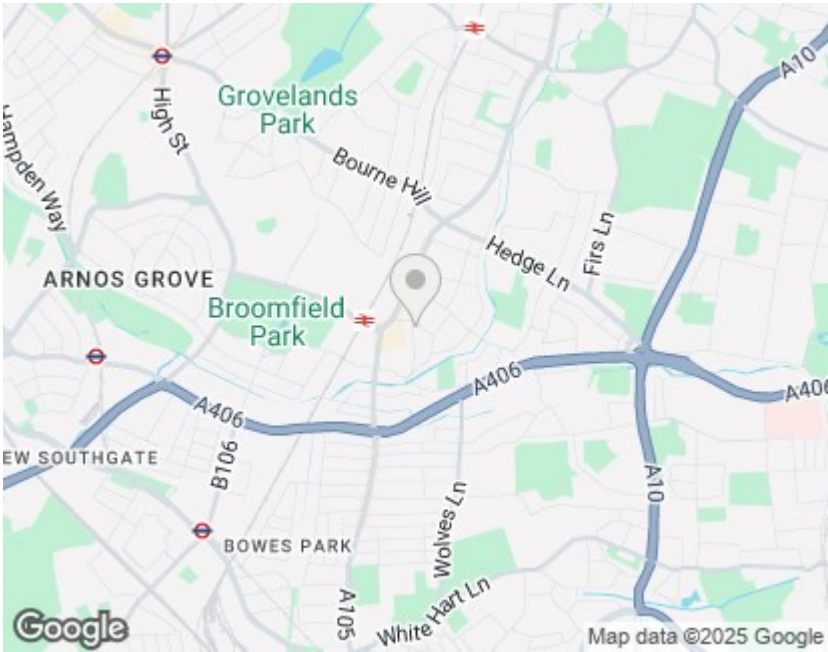 A10
Grovelands
Park
High St
Hampden Way
Bourne Hill
Firs Ln
Hedge Ln
ARNOS GROVE
Broomfield
Park
A406
A406
A406
EW SOUTHGATE
B106
A10
Wolves Ln
BOWES PARK
A105
White Hart Ln
Google
Map data ©2025 Google